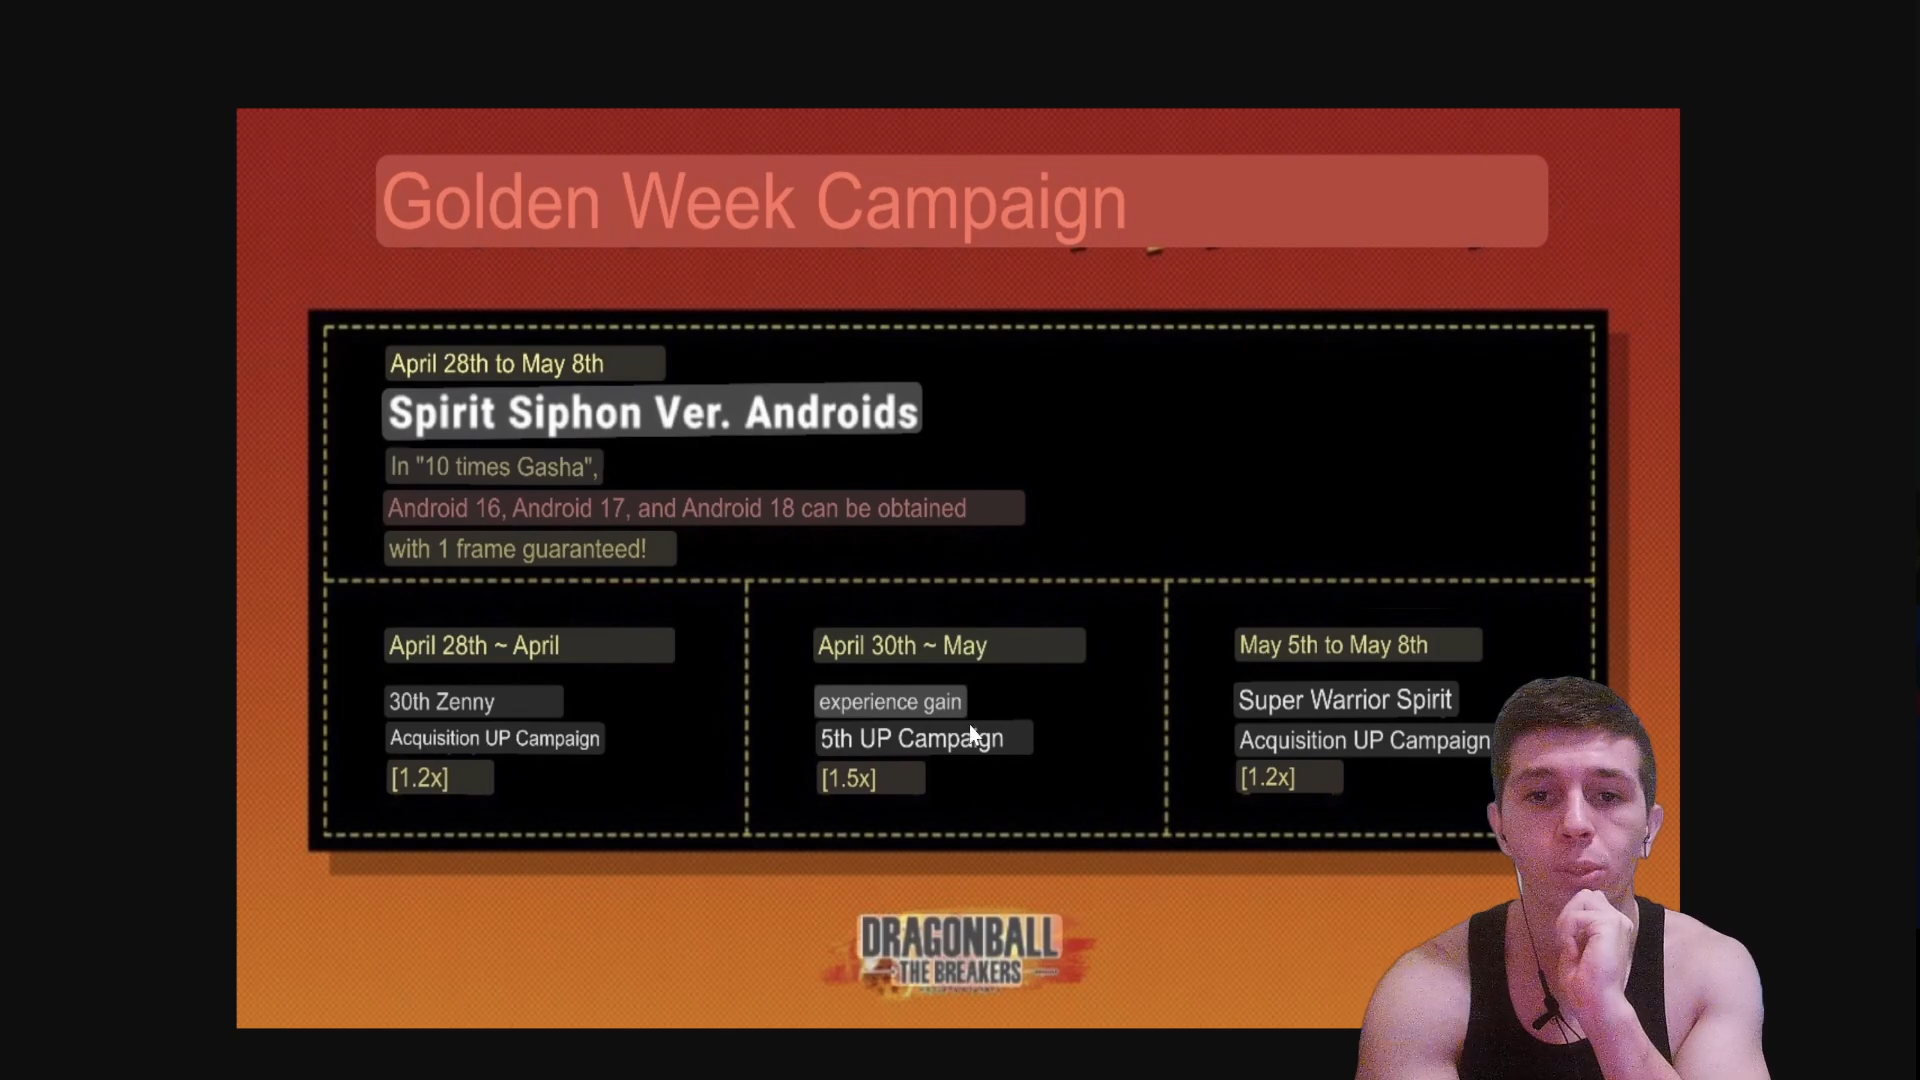 Golden Week Campaign
April 28th to May 8th
Spirit Siphon Ver. Androids
In "10 times Gasha",
Android 16, Android 17, and Android 18 can be obtained
with 1 frame guaranteed!
April 28th ~ April
30th Zenny
Acquisition UP Campaign
[1.2x]
April 30th ~ May
experience gain
5th UP Campaign
[1.5x]
May 5th to May 8th
Super Warrior Spirit
Acquisition UP Campaign
[1.2x]
DRAGONBALL
THE BREAKERS